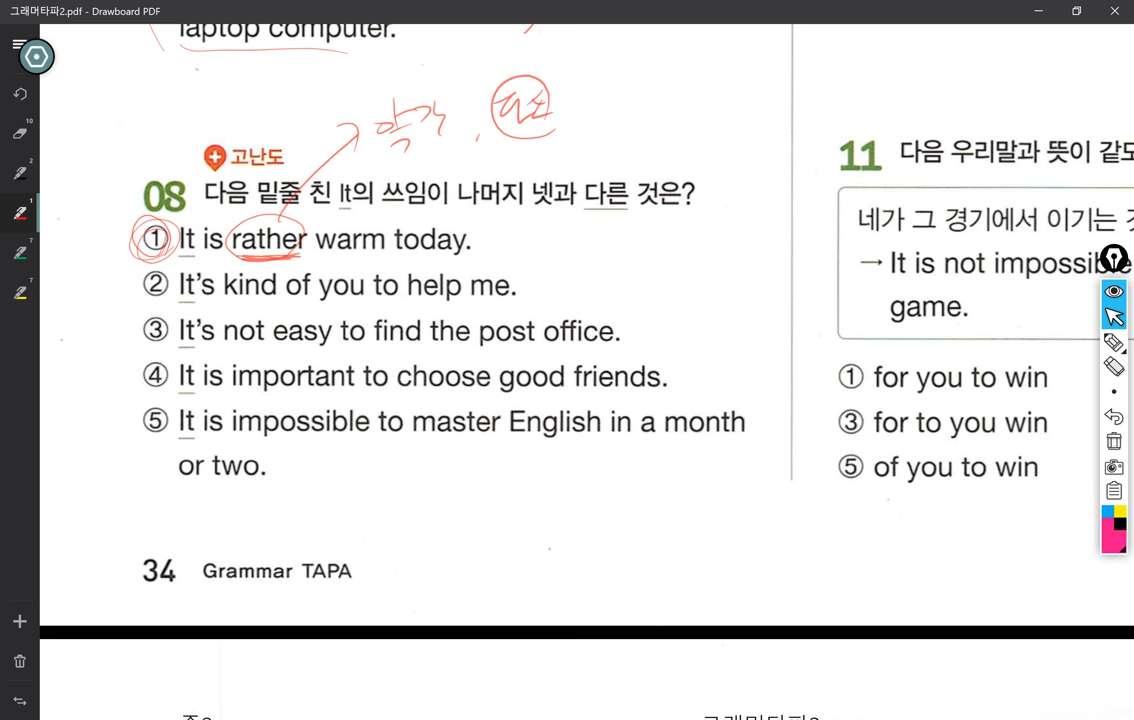 그래머타파2.pdf - Drawboard PDF
laptop computer.
약간, 다소
고난도
08 다음 밑줄 친 It의 쓰임이 나머지 넷과 다른 것은?
① It is rather warm today.
② It's kind of you to help me.
③ It's not easy to find the post office.
④ It is important to choose good friends.
⑤ It is impossible to master English in a month
or two.
34 Grammar TAPA
11 다음 우리말과 뜻이 같도
네가 그 경기에서 이기는 것
→ It is not impossible
game.
① for you to win
③ for to you win
⑤ of you to win
10
2
1
7
7